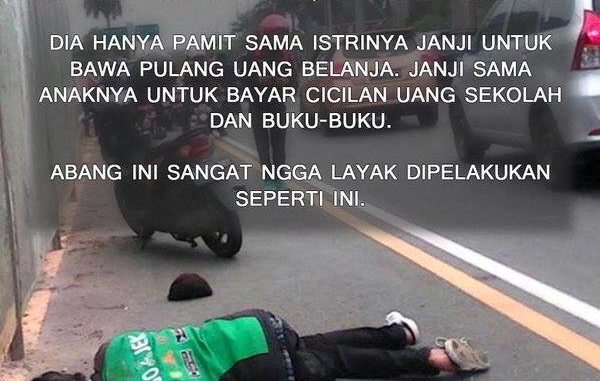 DIA HANYA PAMIT SAMA ISTRINYA JANJI UNTUK
BAWA PULANG UANG BELANJA. JANJI SAMA
ANAKNYA UNTUK BAYAR CICILAN UANG SEKOLAH
DAN BUKU-BUKU.
ABANG INI SANGAT NGGA LAYAK DIPELAKUKAN
SEPERTI INI.